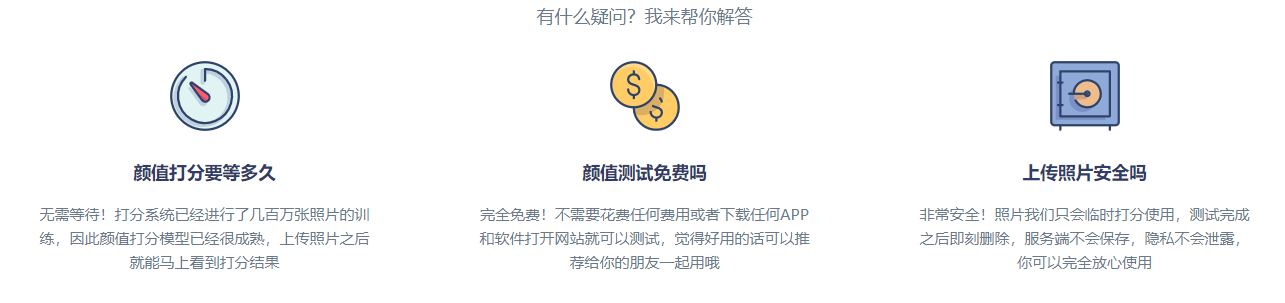 有什么疑问？我来帮你解答
颜值打分要等多久
无需等待！打分系统已经进行了几百万张照片的训
练，因此颜值打分模型已经很成熟，上传照片之后
就能马上看到打分结果
颜值测试免费吗
完全免费！不需要花费任何费用或者下载任何APP
和软件打开网站就可以测试，觉得好用的话可以推
荐给你的朋友一起用哦
上传照片安全吗
非常安全！照片我们只会临时打分使用，测试完成
之后即刻删除，服务端不会保存，隐私不会泄露，
你可以完全放心使用